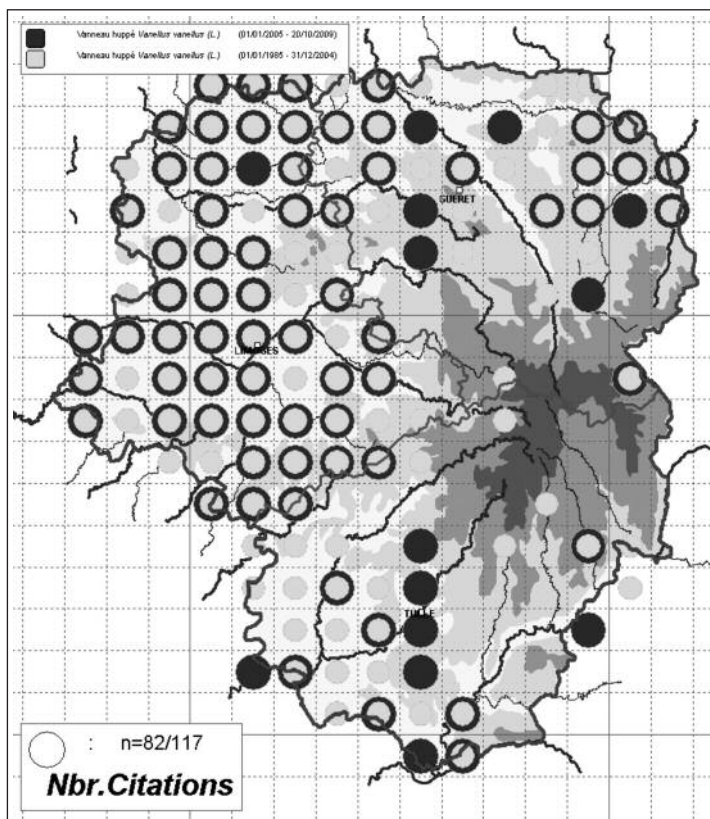 Vanneau huppé Vanellus vanellus (L.) (01/01/2005 - 20/10/2009)
Vanneau huppé Vanellus vanellus (L.) (01/01/1985 - 31/12/2004)
GUERET
LIMOGES
TULLE
: n=82/117
Nbr.Citations